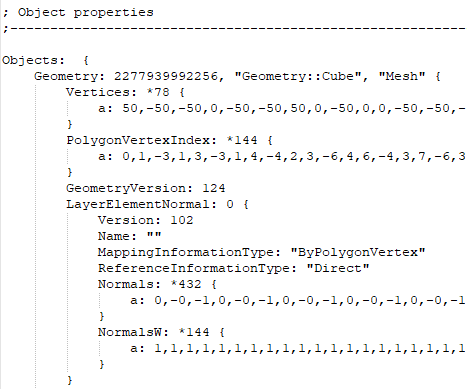 ; Object properties
;------------------------------------------------------------------
Objects:  {
Geometry: 2277939992256, "Geometry::Cube", "Mesh" {
Vertices: *78 {
a: 50,-50,-50,0,-50,-50,50,0,-50,0,0,-50,-50,-
}
PolygonVertexIndex: *144 {
a: 0,1,-3,1,3,-3,1,4,-4,2,3,-6,4,6,-4,3,7,-6,3
}
GeometryVersion: 124
LayerElementNormal: 0 {
Version: 102
Name: ""
MappingInformationType: "ByPolygonVertex"
ReferenceInformationType: "Direct"
Normals: *432 {
a: 0,-0,-1,0,-0,-1,0,-0,-1,0,-0,-1,0,-0,-1
}
NormalsW: *144 {
a: 1,1,1,1,1,1,1,1,1,1,1,1,1,1,1,1,1,1,1,1,1
}
}